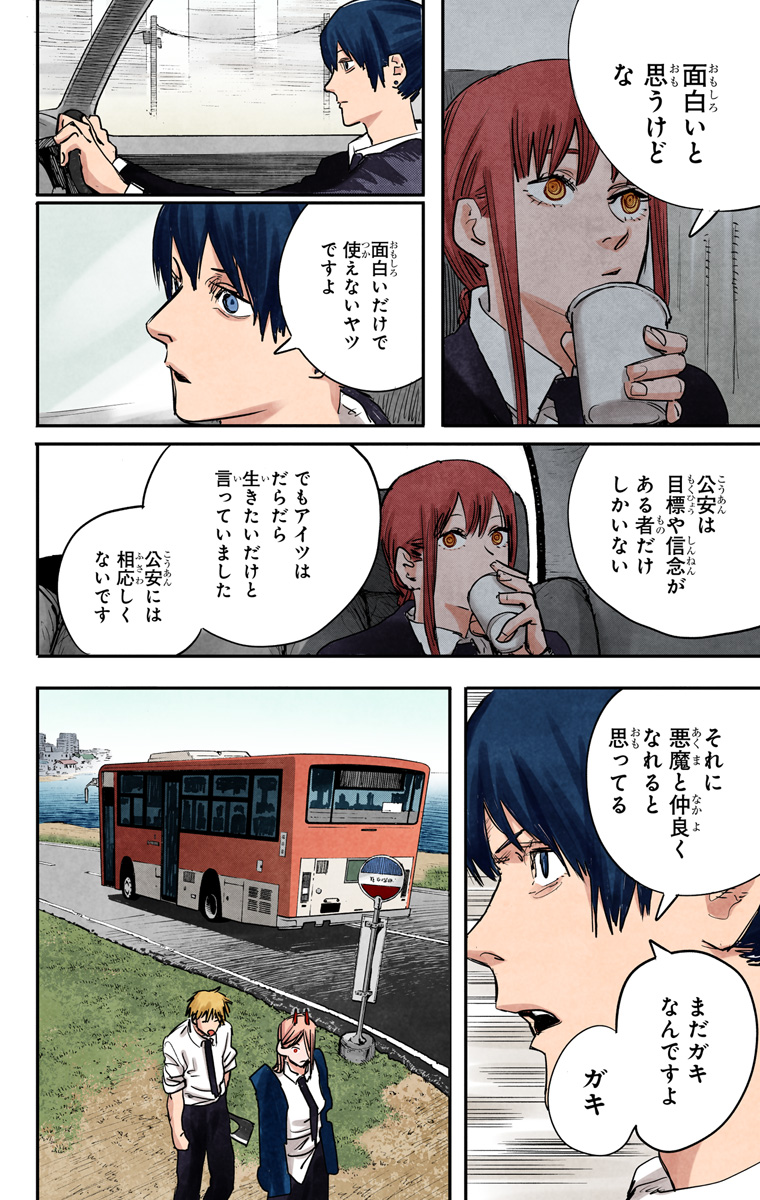 面白いと
思うけど
な
面白いだけで
使えないヤツ
ですよ
公安は
目標や信念が
ある者だけ
しかいない
でもアイツは
だらだら
生きたいだけと
言っていました
公安には
相応しく
ないです
それに
悪魔と仲良く
なれると
思ってる
まだガキ
なんですよ
ガキ